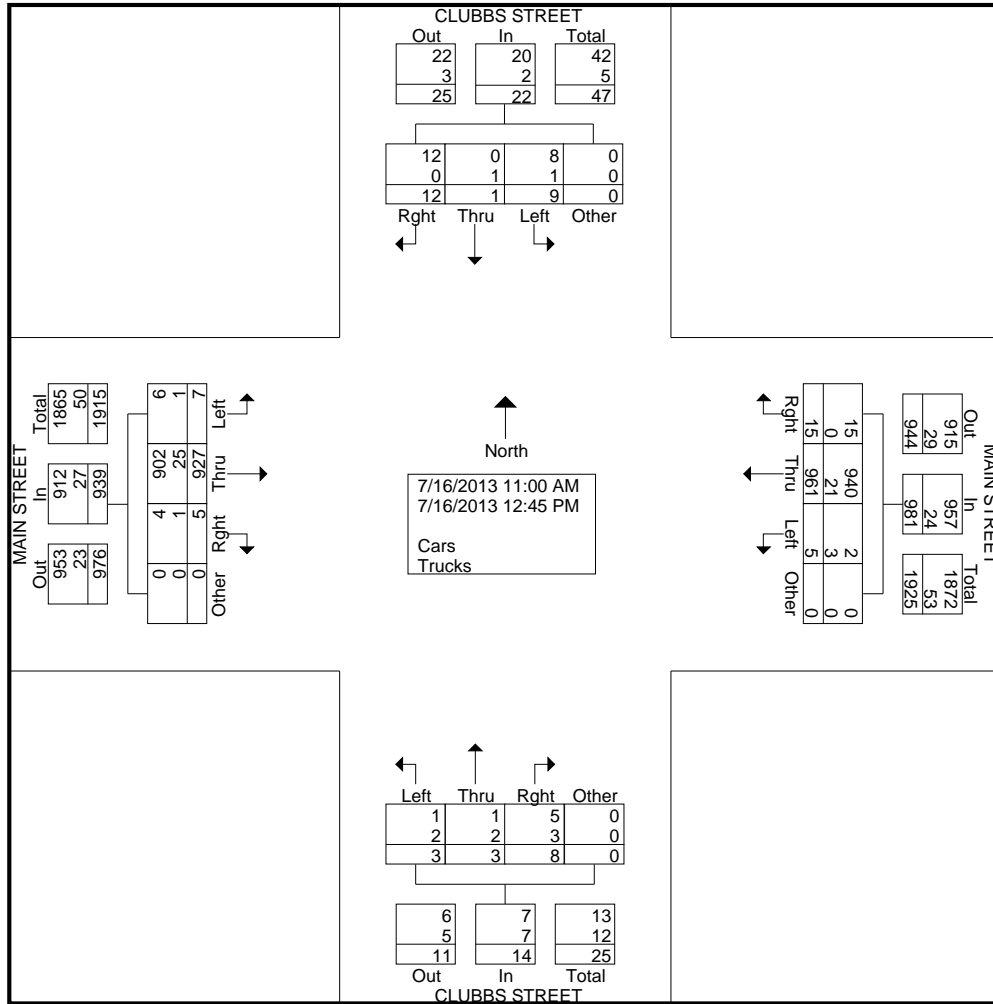 CLUBBS STREET
Out In Total
22 20 42
3 2 5
25 22 47
12 0 8 0
0 1 1 0
12 1 9 0
Rght Thru Left Other
MAIN STREET
Total In Out
1865 912 953
50 27 23
1915 939 976
6 902 4 0
1 25 1 0
7 927 5 0
Left Thru Rght Other
North
7/16/2013 11:00 AM
7/16/2013 12:45 PM
Cars
Trucks
Rght Thru Left Other
15 961 5 0
0 21 3 0
15 940 2 0
Out In Total
915 957 1872
29 24 53
944 981 1925
MAIN STREET
Left Thru Rght Other
1 1 5 0
2 2 3 0
3 3 8 0
6 7 13
5 7 12
11 14 25
Out In Total
CLUBBS STREET